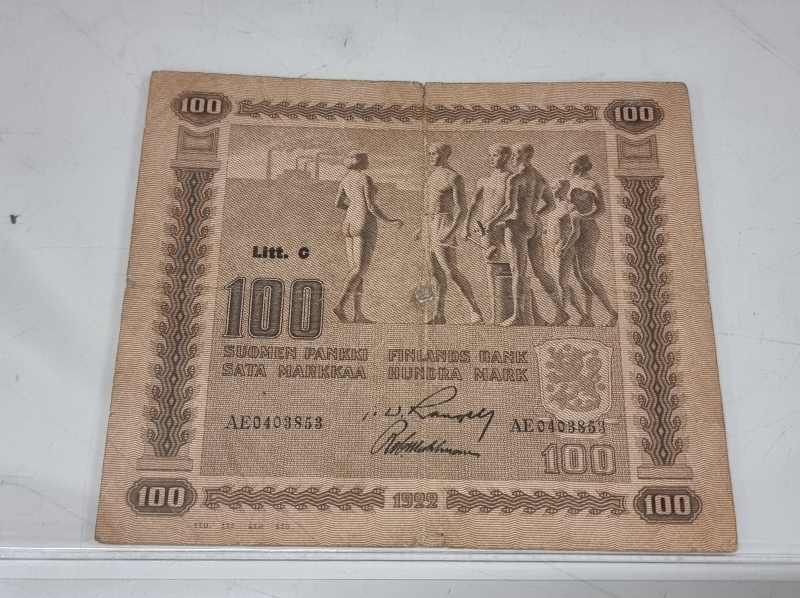 100 100
Litt. C
100
SUOMEN PANKKI FINLANDS BANK
SATA MARKKAA HUNDRA MARK
AE0403853 AE0403853
100
100 1922 100